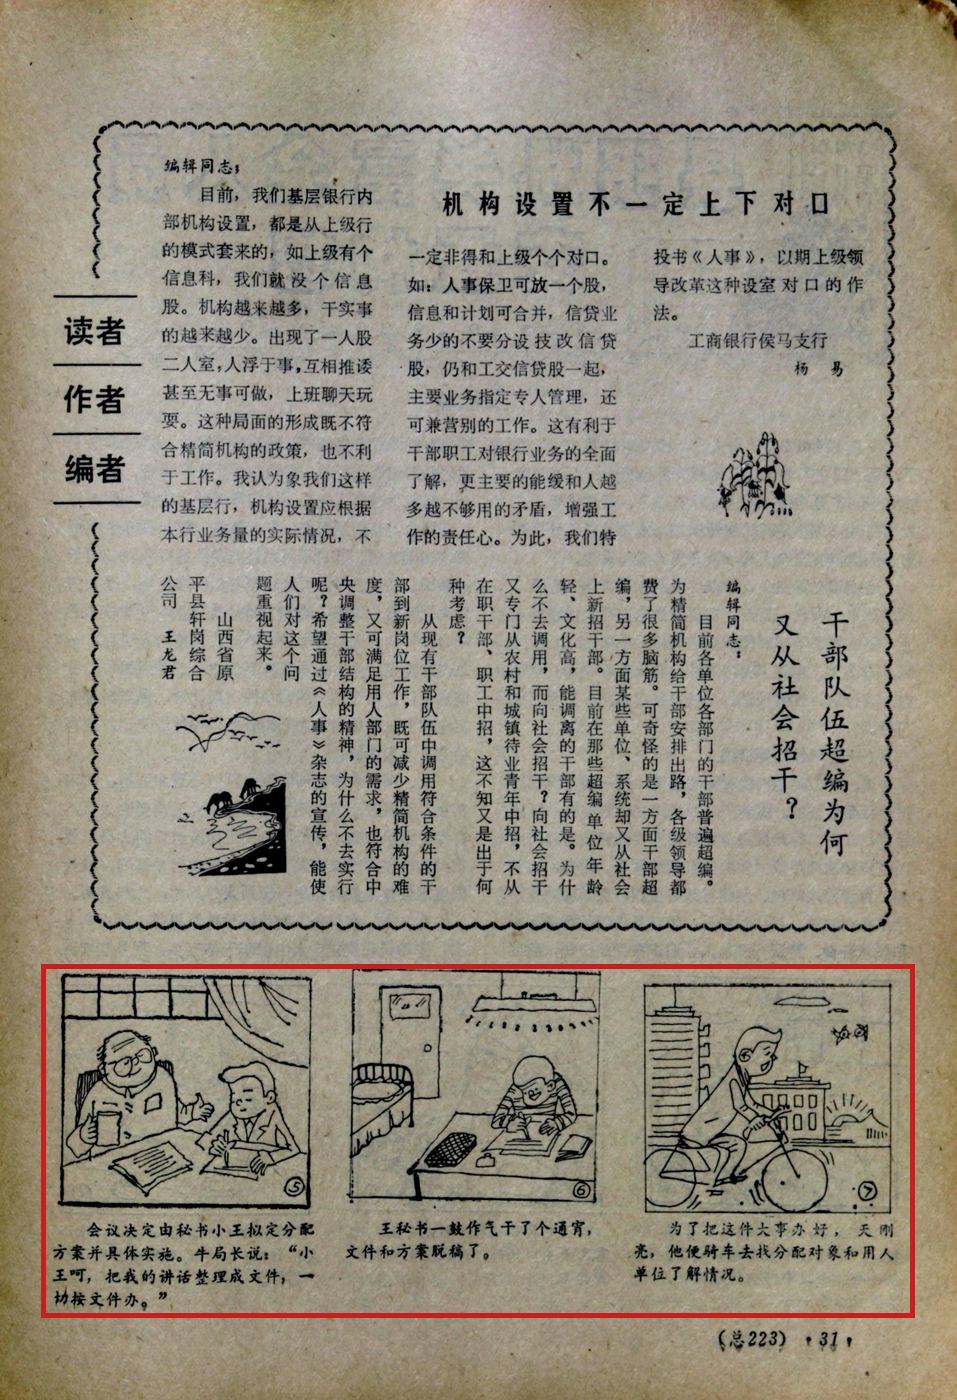 读者
作者
编者
编辑同志：
目前，我们基层银行内
部机构设置，都是从上级行
的模式套来的，如上级有个
信息科，我们就没个信息
股。机构越来越多，干实事
的越来越少。出现了一人股
二人室，人浮于事，互相推诿
甚至无事可做，上班聊天玩
耍。这种局面的形成既不符
合精简机构的政策，也不利
于工作。我认为象我们这样
的基层行，机构设置应根据
本行业务量的实际情况，不
机构设置不一定上下对口
一定非得和上级个个对口。
如：人事保卫可放一个股，
信息和计划可合并，信贷业
务少的不要分设技改信贷
股，仍和工交信贷股一起，
主要业务指定专人管理，还
可兼营别的工作。这有利于
干部职工对银行业务的全面
了解，更主要的能缓和人越
多越不够用的矛盾，增强工
作的责任心。为此，我们特
投书《人事》，以期上级领
导改革这种设室对口的作
法。
工商银行侯马支行
杨易
干部队伍超编为何
又从社会招干？
编辑同志：
目前各单位各部门的干部普遍超编。
为精简机构给干部安排出路，各级领导都
费了很多脑筋。可奇怪的是一方面干部超
编，另一方面某些单位、系统却又从社会
上新招干部。目前在那些超编单位年龄
轻、文化高，能调离的干部有的是。为什
么不去调用，而向社会招干？向社会招干
又专门从农村和城镇待业青年中招，不从
在职干部、职工中招，这不知又是出于何
种考虑？
从现有干部队伍中调用符合条件的干
部到新岗位工作，既可减少精简机构的难
度，又可满足用人部门的需求，也符合中
央调整干部结构的精神，为什么不去实行
呢？希望通过《人事》杂志的宣传，能使
人们对这个问
题重视起来。
山西省原
平县轩岗综合
公司 王龙君
⑤
会议决定由秘书小王拟定分配
方案并具体实施。牛局长说：“小
王呵，把我的讲话整理成文件，一
切按文件办。”
⑥
王秘书一鼓作气干了个通宵，
文件和方案脱稿了。
⑦
为了把这件大事办好，天刚
亮，他便骑车去找分配对象和用人
单位了解情况。
（总223）·31·